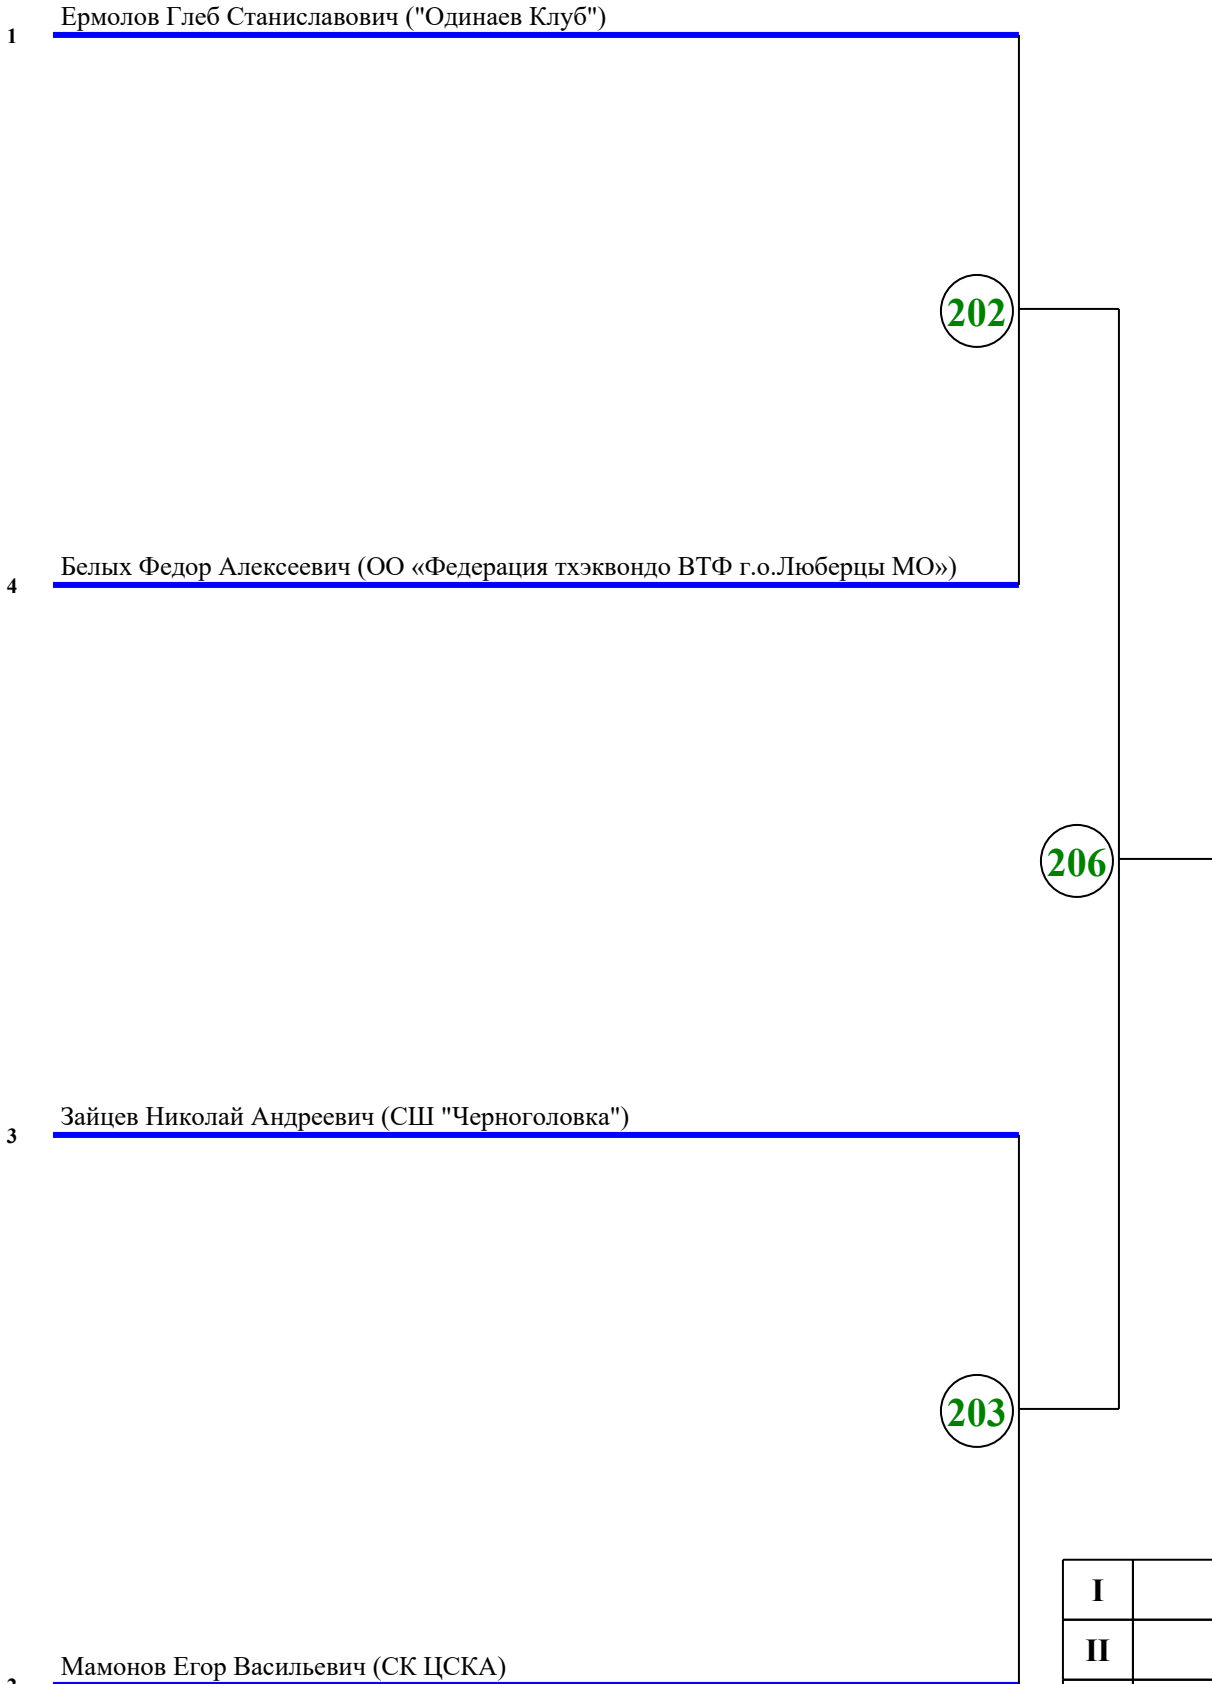 Ермолов Глеб Станиславович ("Одинаев Клуб")
1
202
Белых Федор Алексеевич (ОО «Федерация тхэквондо ВТФ г.о.Люберцы МО»)
4
206
Зайцев Николай Андреевич (СШ "Черноголовка")
3
203
I
II
Мамонов Егор Васильевич (СК ЦСКА)